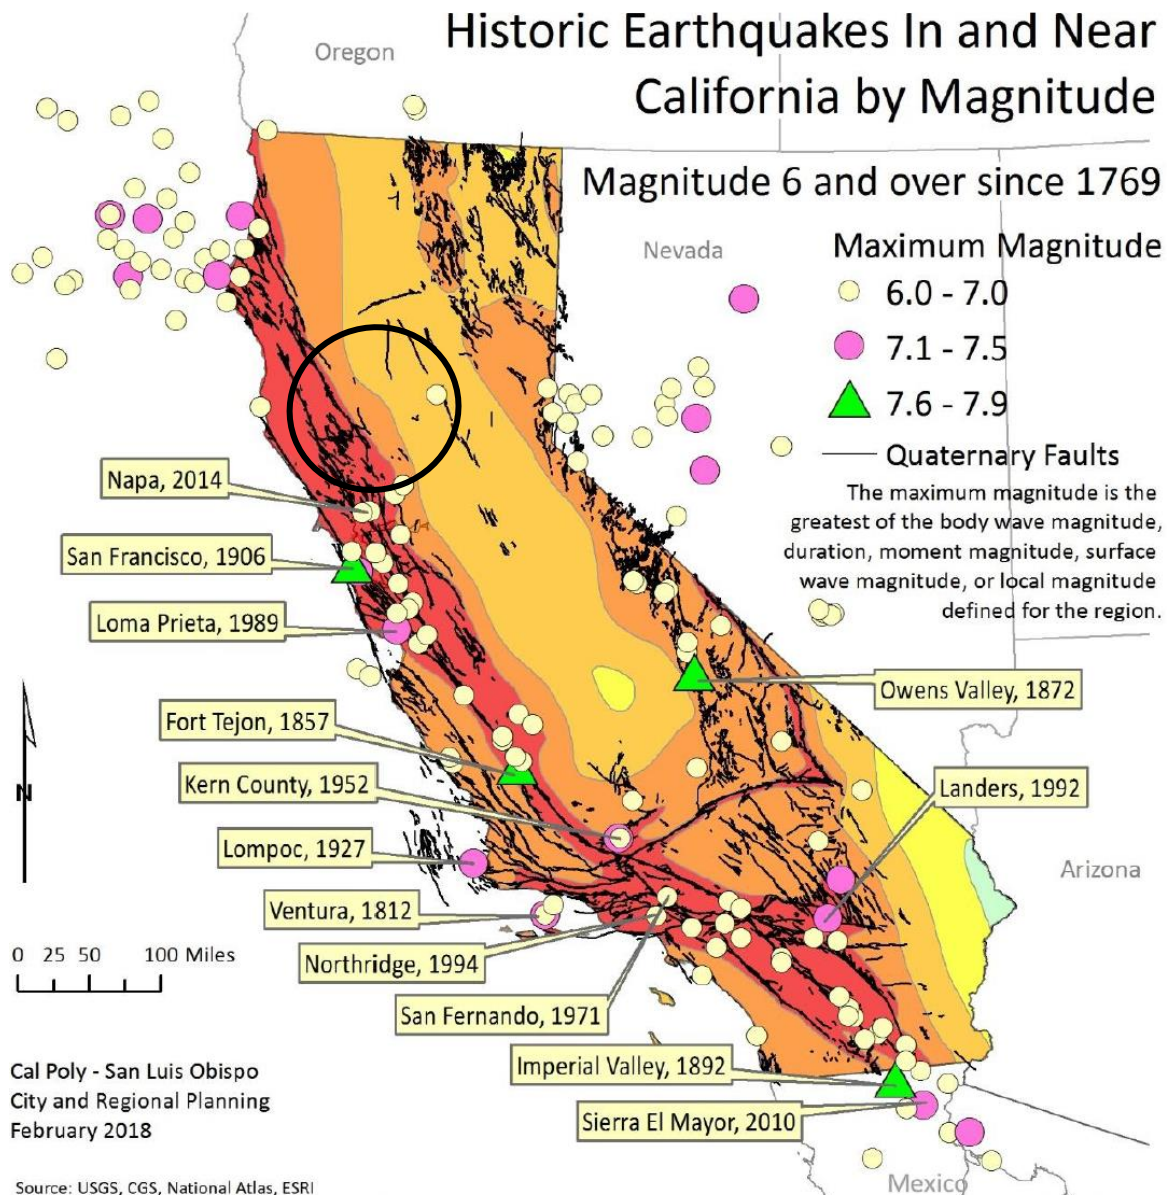 Historic Earthquakes In and Near
California by Magnitude
Magnitude 6 and over since 1769
Oregon
Nevada
Maximum Magnitude
6.0 - 7.0
7.1 - 7.5
7.6 - 7.9
Quaternary Faults
The maximum magnitude is the
greatest of the body wave magnitude,
duration, moment magnitude, surface
wave magnitude, or local magnitude
defined for the region.
Napa, 2014
San Francisco, 1906
Loma Prieta, 1989
Owens Valley, 1872
Fort Tejon, 1857
Kern County, 1952
Landers, 1992
Lompoc, 1927
Arizona
Ventura, 1812
Northridge, 1994
San Fernando, 1971
Imperial Valley, 1892
Sierra El Mayor, 2010
Mexico
N
0 25 50 100 Miles
Cal Poly - San Luis Obispo
City and Regional Planning
February 2018
Source: USGS, CGS, National Atlas, ESRI